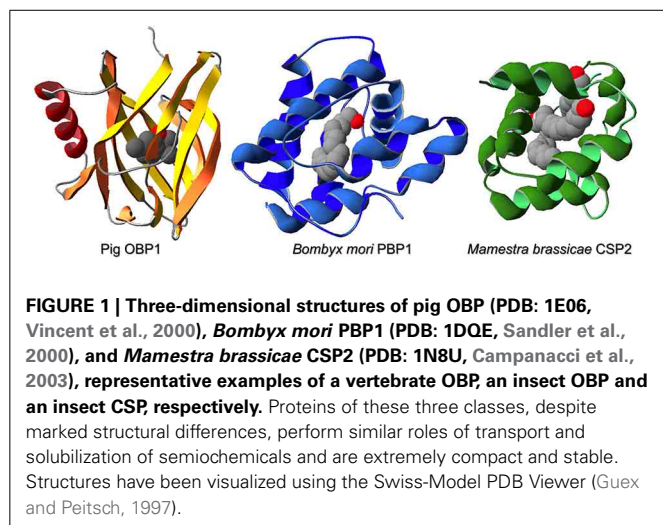 Pig OBP1 Bombyx mori PBP1 Mamestra brassicae CSP2
FIGURE 1 | Three-dimensional structures of pig OBP (PDB: 1E06,
Vincent et al., 2000), Bombyx mori PBP1 (PDB: 1DQE, Sandler et al.,
2000), and Mamestra brassicae CSP2 (PDB: 1N8U, Campanacci et al.,
2003), representative examples of a vertebrate OBP, an insect OBP and
an insect CSP, respectively. Proteins of these three classes, despite
marked structural differences, perform similar roles of transport and
solubilization of semiochemicals and are extremely compact and stable.
Structures have been visualized using the Swiss-Model PDB Viewer (Guex
and Peitsch, 1997).